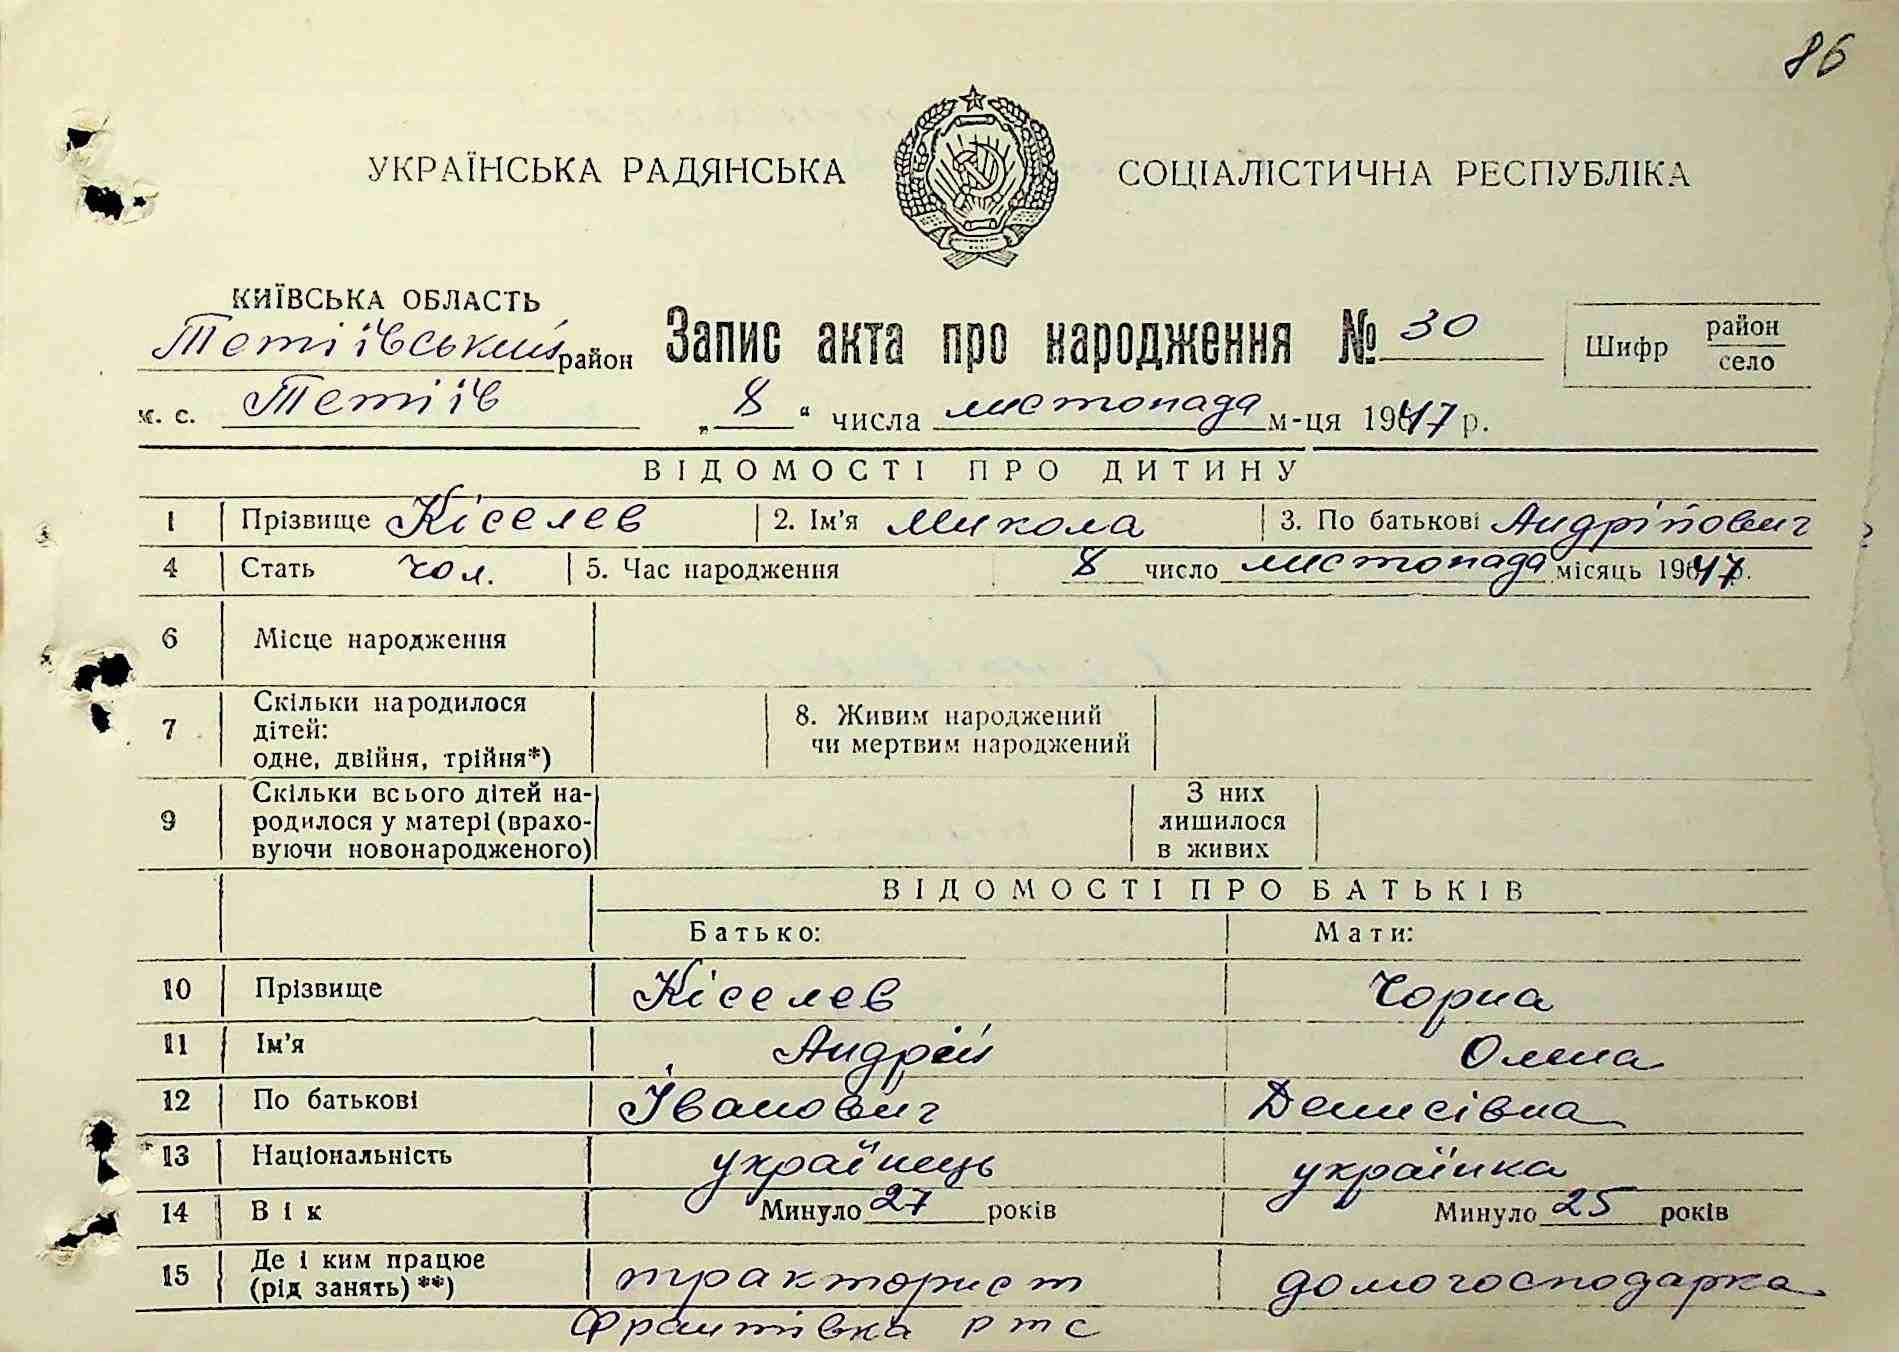 86
УКРАЇНСЬКА РАДЯНСЬКА СОЦІАЛІСТИЧНА РЕСПУБЛІКА
КИЇВСЬКА ОБЛАСТЬ
Тетіївський район Запис акта про народження № 30 Шифр район село
м. с. Тетіїв „ 8 “ числа листопада м-ця 1947 р.
ВІДОМОСТІ ПРО ДИТИНУ
1 Прізвище Кіселев 2. Ім'я Микола 3. По батькові Андрійович
4 Стать чол. 5. Час народження 8 число листопада місяць 1947 р.
6 Місце народження
7 Скільки народилося дітей: одне, двійня, трійня*) 8. Живим народжений чи мертвим народжений
9 Скільки всього дітей народилося у матері (враховуючи новонародженого) З них лишилося в живих
ВІДОМОСТІ ПРО БАТЬКІВ
Батько: Мати:
10 Прізвище Кіселев Чорна
11 Ім'я Андрій Олена
12 По батькові Іванович Денисівна
13 Національність українець українка
14 Вік Минуло 27 років Минуло 25 років
15 Де і ким працює (рід занять) **) тракторист домогосподарка
Фронтівка РТС